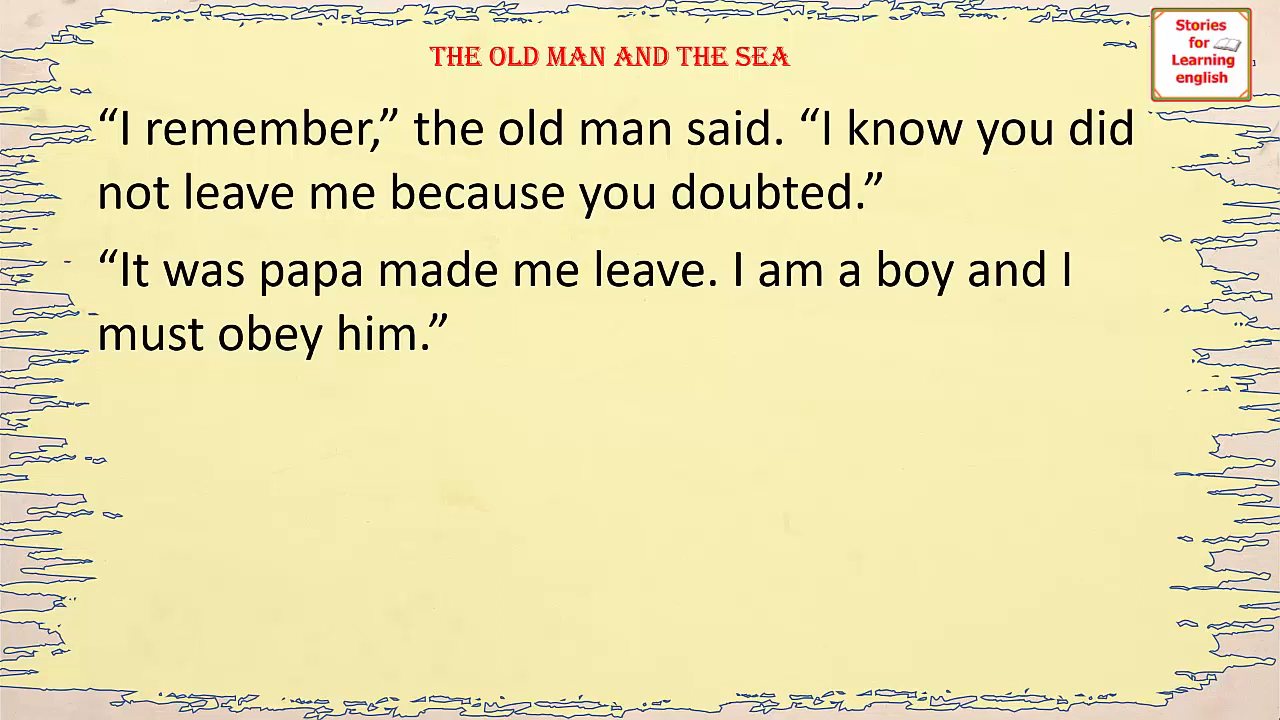 THE OLD MAN AND THE SEA
Stories
for
Learning
english
“I remember,” the old man said. “I know you did
not leave me because you doubted.”
“It was papa made me leave. I am a boy and I
must obey him.”